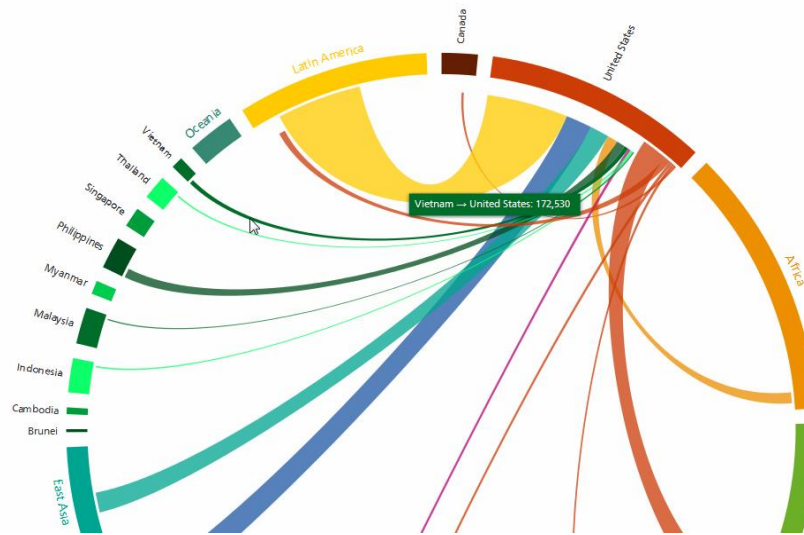 Canada
United States
Latin America
Oceania
Vietnam
Thailand
Singapore
Vietnam → United States: 172,530
Philippines
Africa
Myanmar
Malaysia
Indonesia
Cambodia
Brunei
East Asia